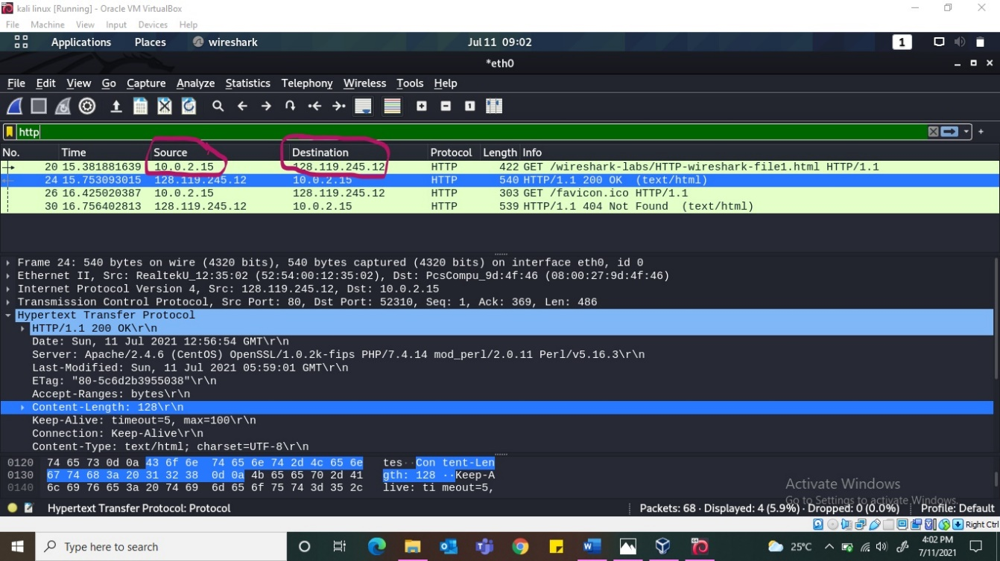 kali linux [Running] - Oracle VM VirtualBox
File Machine View Input Devices Help
Applications Places wireshark Jul 11 09:02 1
*eth0
File Edit View Go Capture Analyze Statistics Telephony Wireless Tools Help
http
No. Time Source Destination Protocol Length Info
20 15.381881639 10.0.2.15 128.119.245.12 HTTP 422 GET /wireshark-labs/HTTP-wireshark-file1.html HTTP/1.1
24 15.753093015 128.119.245.12 10.0.2.15 540 HTTP/1.1 200 OK (text/html)
26 16.425020387 10.0.2.15 128.119.245.12 HTTP 303 GET /favicon.ico HTTP/1.1
30 16.756402813 128.119.245.12 10.0.2.15 HTTP 539 HTTP/1.1 404 Not Found (text/html)
Frame 24: 540 bytes on wire (4320 bits), 540 bytes captured (4320 bits) on interface eth0, id 0
Ethernet II, Src: RealtekU_12:35:02 (52:54:00:12:35:02), Dst: PcsCompu_9d:4f:46 (08:00:27:9d:4f:46)
Internet Protocol Version 4, Src: 128.119.245.12, Dst: 10.0.2.15
Transmission Control Protocol, Src Port: 80, Dst Port: 52310, Seq: 1, Ack: 369, Len: 486
Hypertext Transfer Protocol
HTTP/1.1 200 OK\r\n
Date: Sun, 11 Jul 2021 12:56:54 GMT\r\n
Server: Apache/2.4.6 (CentOS) OpenSSL/1.0.2k-fips PHP/7.4.14 mod_perl/2.0.11 Perl/v5.16.3\r\n
Last-Modified: Sun, 11 Jul 2021 05:59:01 GMT\r\n
ETag: "80-5c6d2b3955038"\r\n
Accept-Ranges: bytes\r\n
Content-Length: 128\r\n
Keep-Alive: timeout=5, max=100\r\n
Connection: Keep-Alive\r\n
Content-Type: text/html; charset=UTF-8\r\n
0120 74 65 73 0d 0a 43 6f 6e 74 65 6e 74 2d 4c 65 6e tes··Con tent-Len
0130 67 74 68 3a 20 31 32 38 0d 0a 4b 65 65 70 2d 41 gth: 128 ··Keep-A
0140 6c 69 76 65 3a 20 74 69 6d 65 6f 75 74 3d 35 2c live: ti meout=5,
Activate Windows
Go to Settings to activate Windows.
Hypertext Transfer Protocol: Protocol Packets: 68 · Displayed: 4 (5.9%) · Dropped: 0 (0.0%) Profile: Default
Right Ctrl
Type here to search 25°C 4:02 PM
7/11/2021